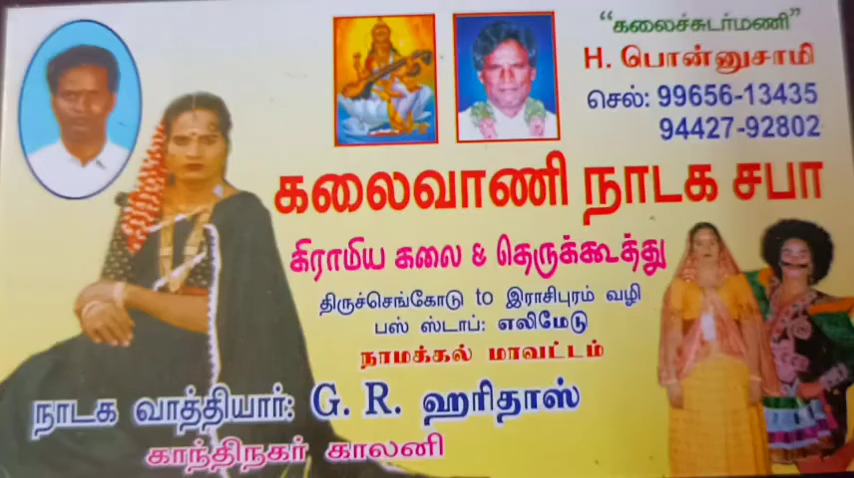 “கலைச்சுடர்மணி”
H. பொன்னுசாமி
செல்: 99656-13435
94427-92802
கலைவாணி நாடக சபா
கிராமிய கலை & தெருக்கூத்து
திருச்செங்கோடு to இராசிபுரம் வழி
பஸ் ஸ்டாப்: எலிமேடு
நாமக்கல் மாவட்டம்
நாடக வாத்தியார்: G. R. ஹரிதாஸ்
காந்திநகர் காலனி